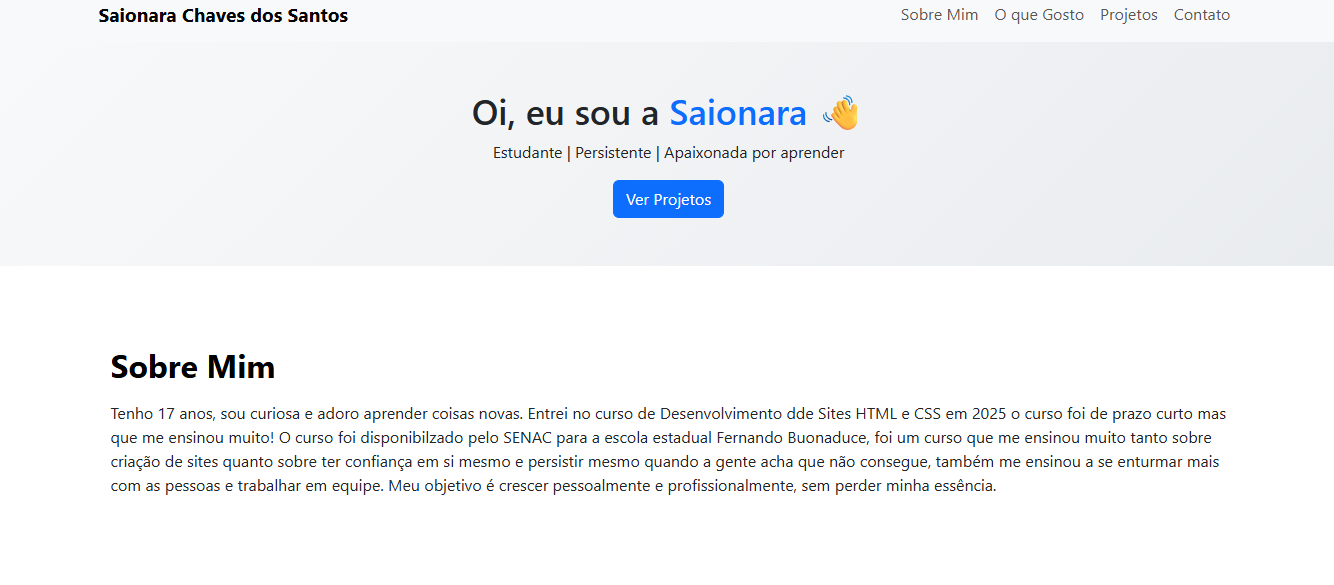 Saionara Chaves dos Santos
Sobre Mim O que Gosto Projetos Contato
Oi, eu sou a Saionara 👋
Estudante | Persistente | Apaixonada por aprender
Ver Projetos
Sobre Mim
Tenho 17 anos, sou curiosa e adoro aprender coisas novas. Entrei no curso de Desenvolvimento dde Sites HTML e CSS em 2025 o curso foi de prazo curto mas
que me ensinou muito! O curso foi disponibilzado pelo SENAC para a escola estadual Fernando Buonaduce, foi um curso que me ensinou muito tanto sobre
criação de sites quanto sobre ter confiança em si mesmo e persistir mesmo quando a gente acha que não consegue, também me ensinou a se enturmar mais
com as pessoas e trabalhar em equipe. Meu objetivo é crescer pessoalmente e profissionalmente, sem perder minha essência.